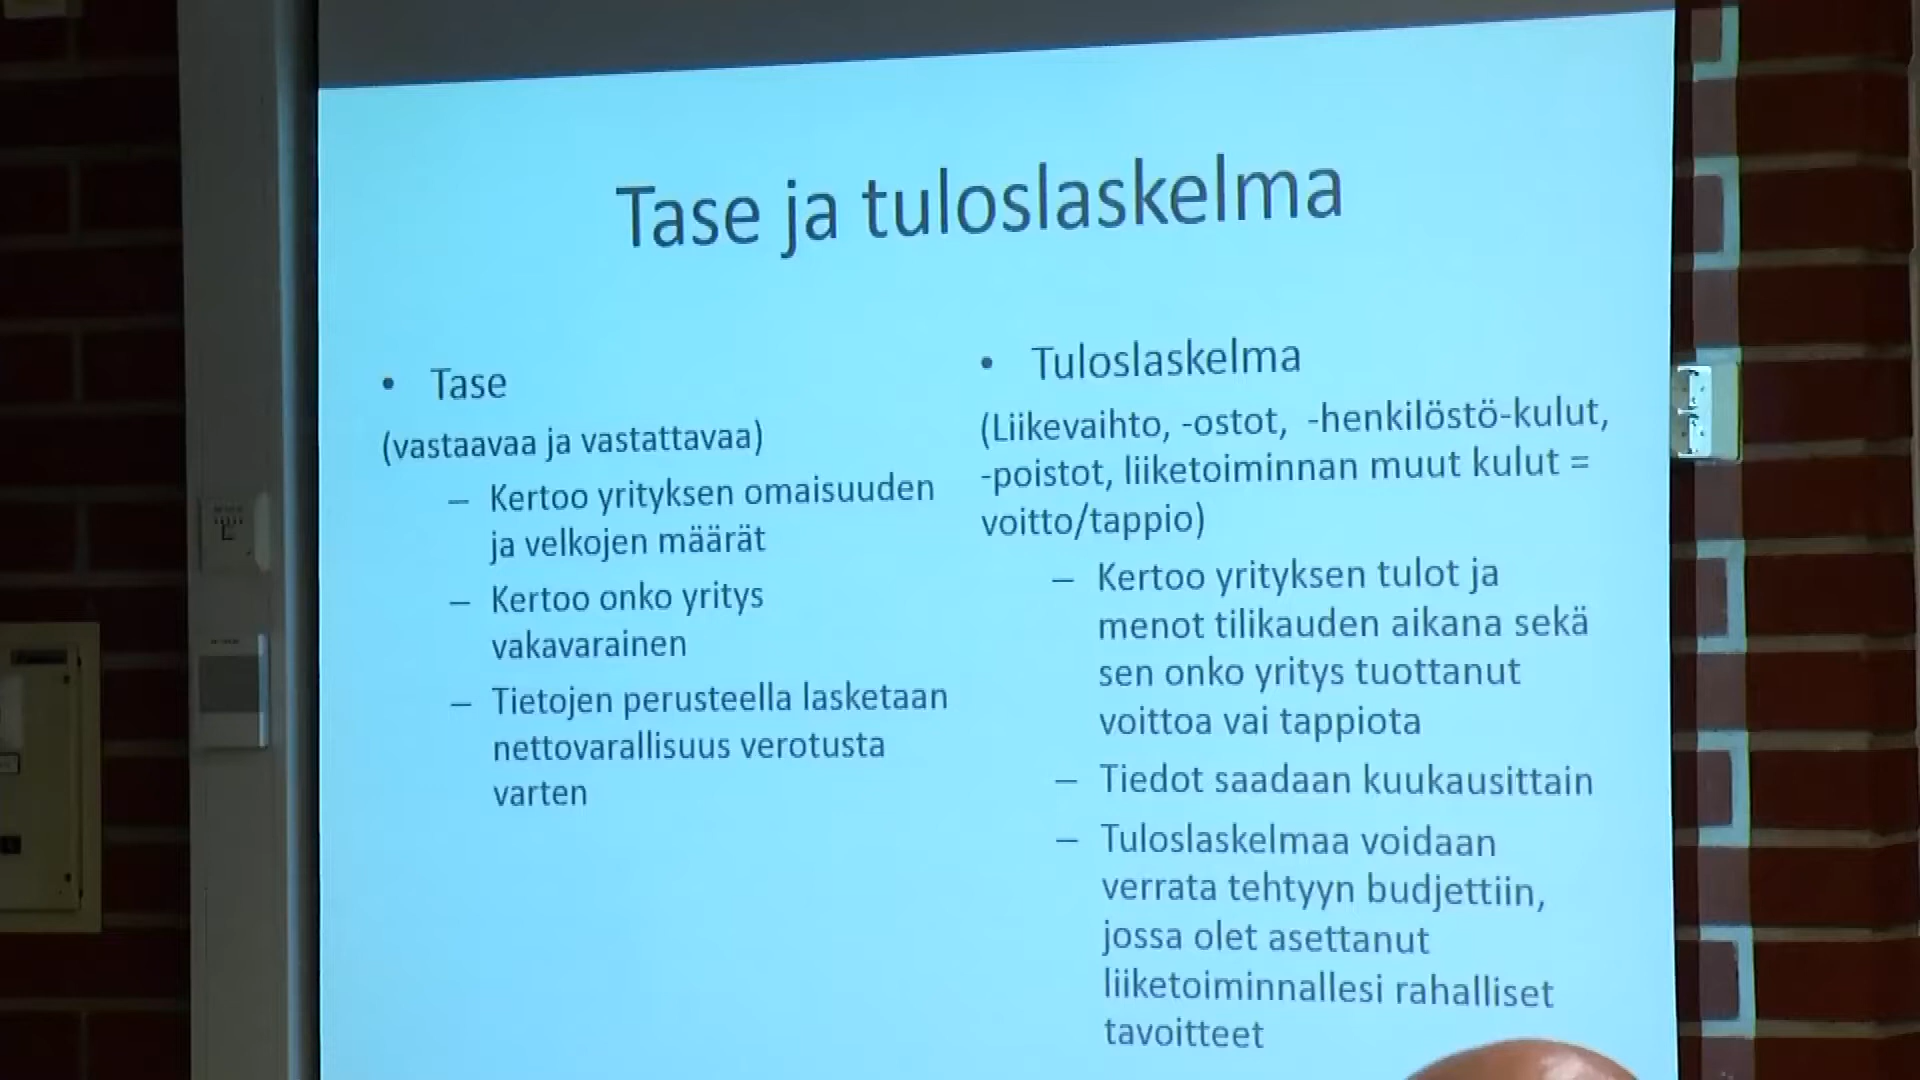 Tase ja tuloslaskelma
• Tase
(vastaavaa ja vastattavaa)
– Kertoo yrityksen omaisuuden
ja velkojen määrät
– Kertoo onko yritys
vakavarainen
– Tietojen perusteella lasketaan
nettovarallisuus verotusta
varten
• Tuloslaskelma
(Liikevaihto, -ostot, -henkilöstö-kulut,
-poistot, liiketoiminnan muut kulut =
voitto/tappio)
– Kertoo yrityksen tulot ja
menot tilikauden aikana sekä
sen onko yritys tuottanut
voittoa vai tappiota
– Tiedot saadaan kuukausittain
– Tuloslaskelmaa voidaan
verrata tehtyyn budjettiin,
jossa olet asettanut
liiketoiminnallesi rahalliset
tavoitteet